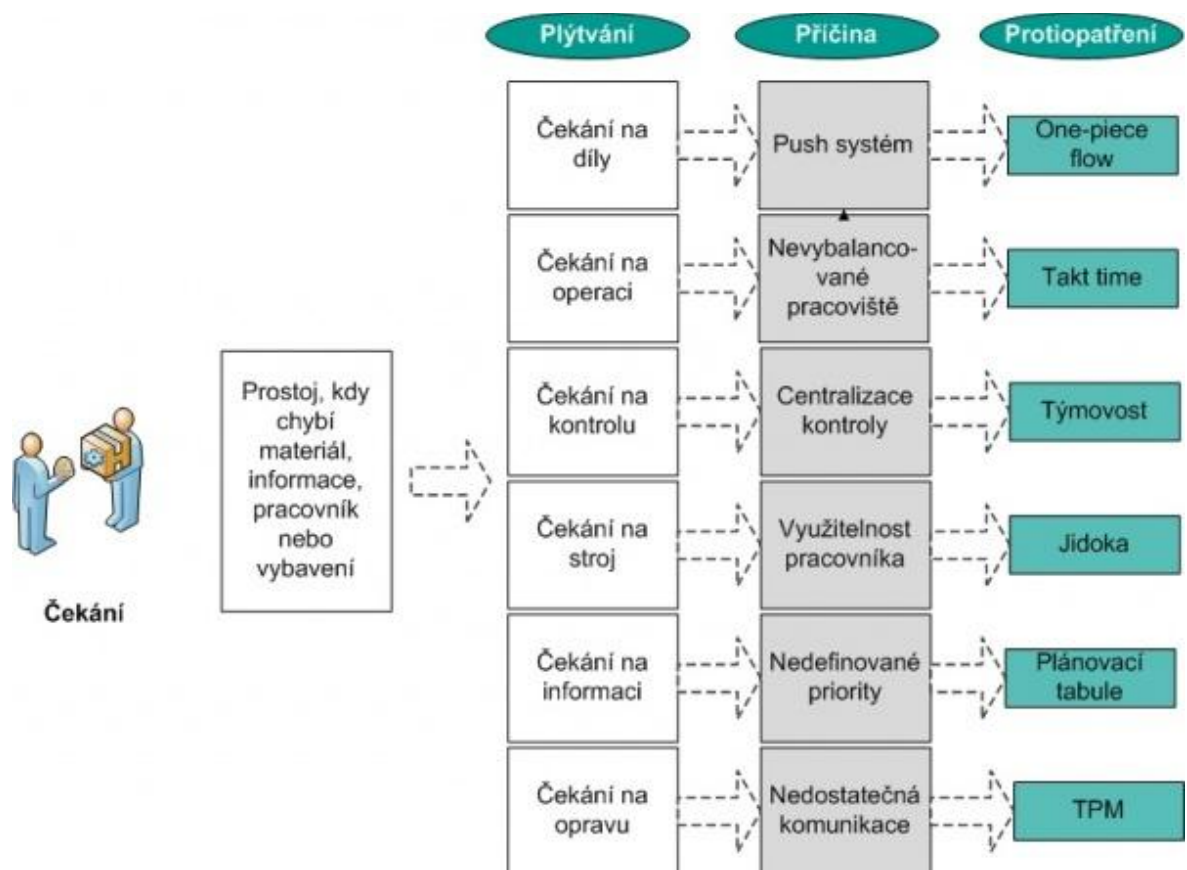 Plýtvání
Příčina
Protiopatření
Čekání na
díly
Push systém
One-piece
flow
Čekání na
operaci
Nevybalanco-
vané
pracoviště
Takt time
Prostoj, kdy
chybí
materiál,
informace,
pracovník
nebo
vybavení
Čekání
Čekání na
kontrolu
Centralizace
kontroly
Týmovost
Čekání na
stroj
Využitelnost
pracovníka
Jidoka
Čekání na
informaci
Nedefinované
priority
Plánovací
tabule
Čekání na
opravu
Nedostatečná
komunikace
TPM